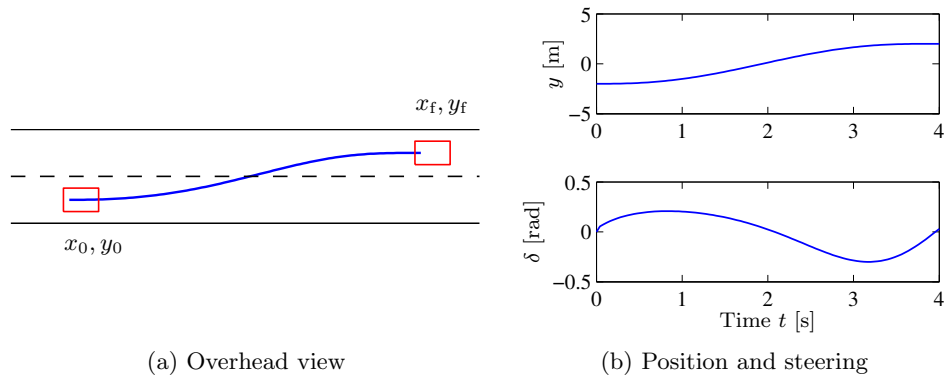 x_f, y_f
x_0, y_0
(a) Overhead view
y [m]
5
0
−5
0
1
2
3
4
δ [rad]
0.5
0
−0.5
0
1
2
3
4
Time t [s]
(b) Position and steering